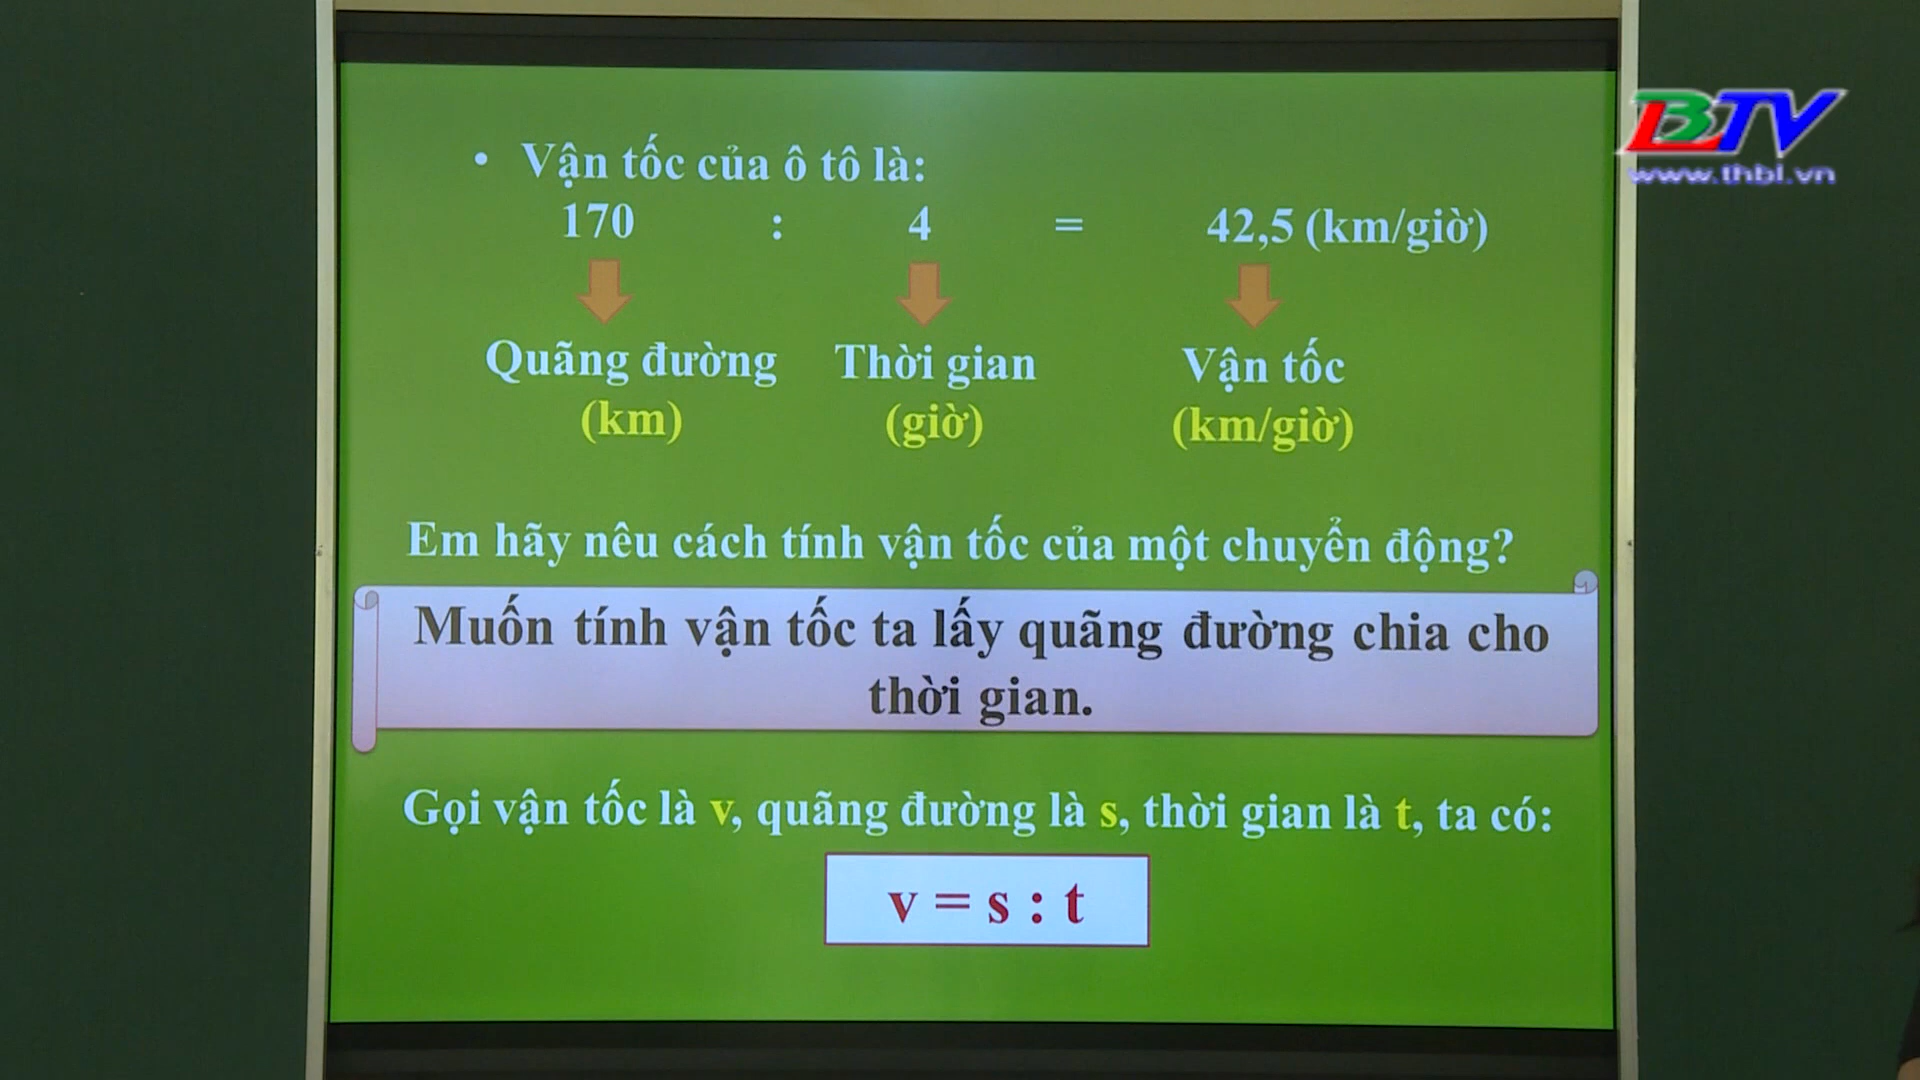 BTV
www.thbl.vn
• Vận tốc của ô tô là:
170 : 4 = 42,5 (km/giờ)
Quãng đường Thời gian Vận tốc
(km) (giờ) (km/giờ)
Em hãy nêu cách tính vận tốc của một chuyển động?
Muốn tính vận tốc ta lấy quãng đường chia cho
thời gian.
Gọi vận tốc là v, quãng đường là s, thời gian là t, ta có:
v = s : t